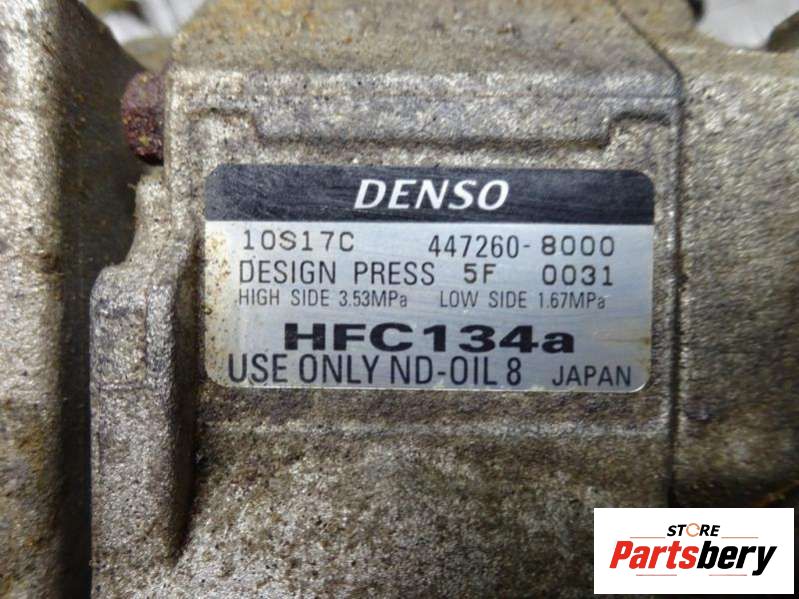 DENSO
10S17C 447260-8000
DESIGN PRESS 5F 0031
HIGH SIDE 3.53MPa LOW SIDE 1.67MPa
HFC134a
USE ONLY ND-OIL 8 JAPAN
STORE
Partsbery